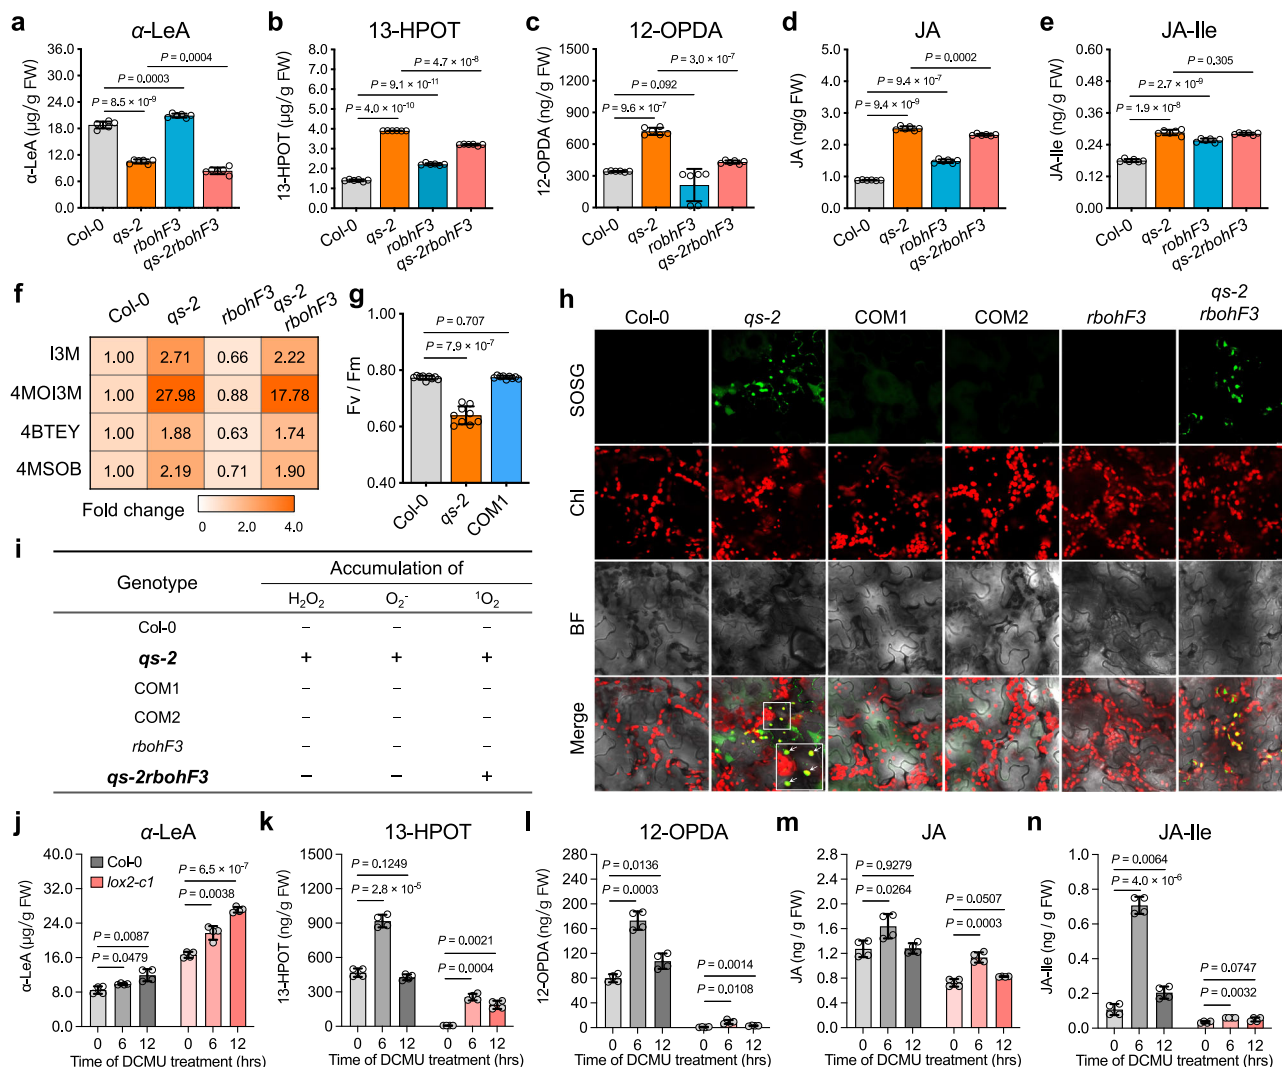 a
α-LeA
α-LeA (µg/g FW)
36.0
30.0
24.0
18.0
12.0
6.0
0.0
P = 0.0004
P = 0.0003
P = 8.5 × 10⁻⁹
Col-0
qs-2
rbohF3
qs-2rbohF3
b
13-HPOT
13-HPOT (µg/g FW)
8.0
7.0
6.0
5.0
4.0
3.0
2.0
1.0
0.0
P = 4.7 × 10⁻⁸
P = 9.1 × 10⁻¹¹
P = 4.0 × 10⁻¹⁰
Col-0
qs-2
robhF3
qs-2rbohF3
c
12-OPDA
12-OPDA (ng/g FW)
1500
1200
900
600
300
0
P = 3.0 × 10⁻⁷
P = 0.092
P = 9.6 × 10⁻⁷
Col-0
qs-2
robhF3
qs-2rbohF3
d
JA
JA (ng/g FW)
5.0
4.0
3.0
2.0
1.0
0.0
P = 0.0002
P = 9.4 × 10⁻⁷
P = 9.4 × 10⁻⁹
Col-0
qs-2
robhF3
qs-2rbohF3
e
JA-Ile
JA-Ile (ng/g FW)
0.60
0.48
0.36
0.24
0.12
0.00
P = 0.305
P = 2.7 × 10⁻⁹
P = 1.9 × 10⁻⁸
Col-0
qs-2
robhF3
qs-2rbohF3
f
Col-0 qs-2 rbohF3 qs-2 rbohF3
I3M 1.00 2.71 0.66 2.22
4MOI3M 1.00 27.98 0.88 17.78
4BTEY 1.00 1.88 0.63 1.74
4MSOB 1.00 2.19 0.71 1.90
Fold change
0 2.0 4.0
g
Fv / Fm
1.00
0.80
0.60
0.40
P = 0.707
P = 7.9 × 10⁻⁷
Col-0
qs-2
COM1
h
Col-0 qs-2 COM1 COM2 rbohF3 qs-2 rbohF3
SOSG
Chl
BF
Merge
i
Genotype Accumulation of
H₂O₂ O₂⁻ ¹O₂
Col-0 – – –
qs-2 + + +
COM1 – – –
COM2 – – –
rbohF3 – – –
qs-2rbohF3 – – +
j
α-LeA
α-LeA (µg/g FW)
40.0
32.0
24.0
16.0
8.0
0.0
Col-0
lox2-c1
P = 6.5 × 10⁻⁷
P = 0.0038
P = 0.0087
P = 0.0479
0 6 12 0 6 12
Time of DCMU treatment (hrs)
k
13-HPOT
13-HPOT (ng/g FW)
1500
1200
900
600
300
0
P = 0.1249
P = 2.8 × 10⁻⁵
P = 0.0021
P = 0.0004
0 6 12 0 6 12
Time of DCMU treatment (hrs)
l
12-OPDA
12-OPDA (ng/g FW)
280
240
200
160
120
80
40
0
P = 0.0136
P = 0.0003
P = 0.0014
P = 0.0108
0 6 12 0 6 12
Time of DCMU treatment (hrs)
m
JA
JA (ng / g FW)
2.8
2.4
2.0
1.6
1.2
0.8
0.4
0.0
P = 0.9279
P = 0.0264
P = 0.0507
P = 0.0003
0 6 12 0 6 12
Time of DCMU treatment (hrs)
n
JA-Ile
JA-Ile (ng / g FW)
1.0
0.8
0.6
0.4
0.2
0.0
P = 0.0064
P = 4.0 × 10⁻⁶
P = 0.0747
P = 0.0032
0 6 12 0 6 12
Time of DCMU treatment (hrs)